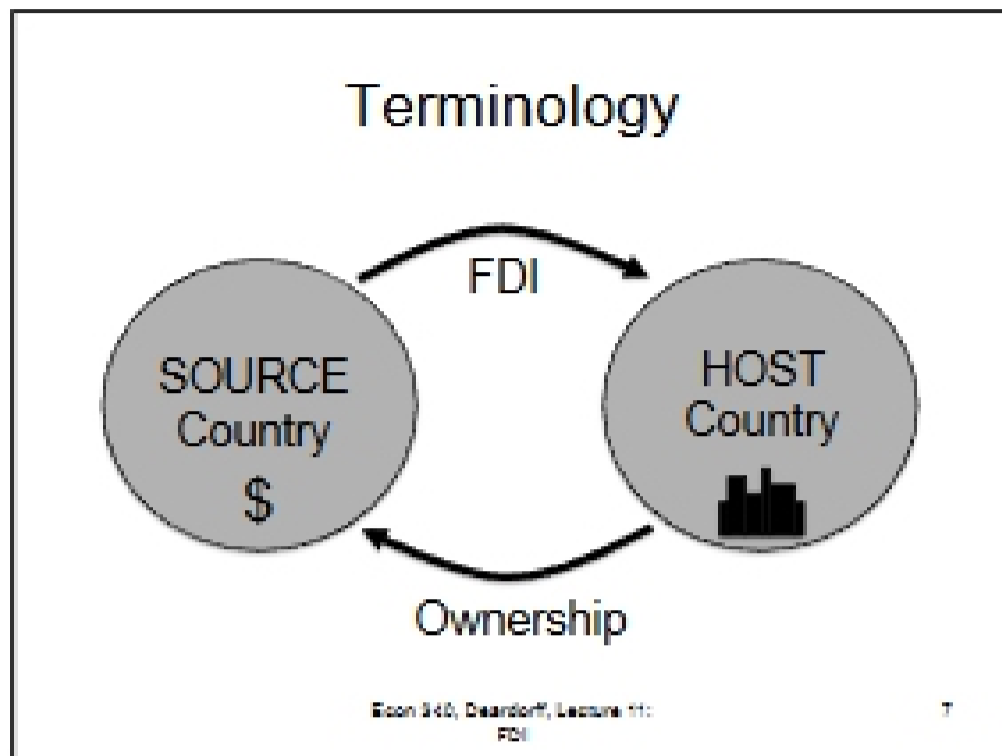 Terminology
FDI
SOURCE
Country
$
HOST
Country
Ownership
Econ 340, Deardorff, Lecture 11:
FDI
7